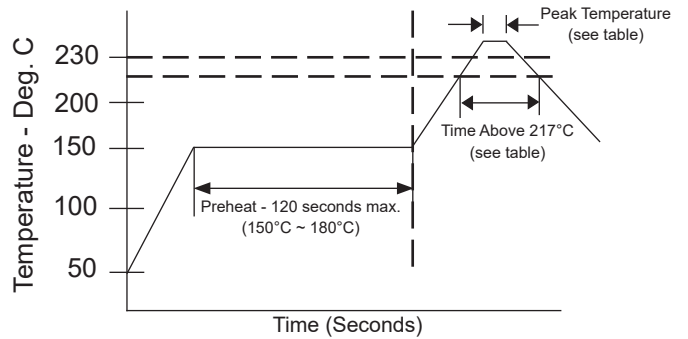 Temperature - Deg. C
230
200
150
100
50
Peak Temperature
(see table)
Time Above 217°C
(see table)
Preheat - 120 seconds max.
(150°C ~ 180°C)
Time (Seconds)